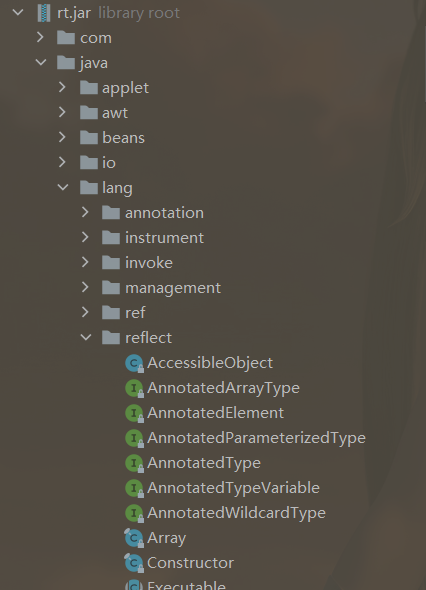 rt.jar library root
com
java
applet
awt
beans
io
lang
annotation
instrument
invoke
management
ref
reflect
C AccessibleObject
I AnnotatedArrayType
I AnnotatedElement
I AnnotatedParameterizedType
I AnnotatedType
I AnnotatedTypeVariable
I AnnotatedWildcardType
C Array
C Constructor
C Executable